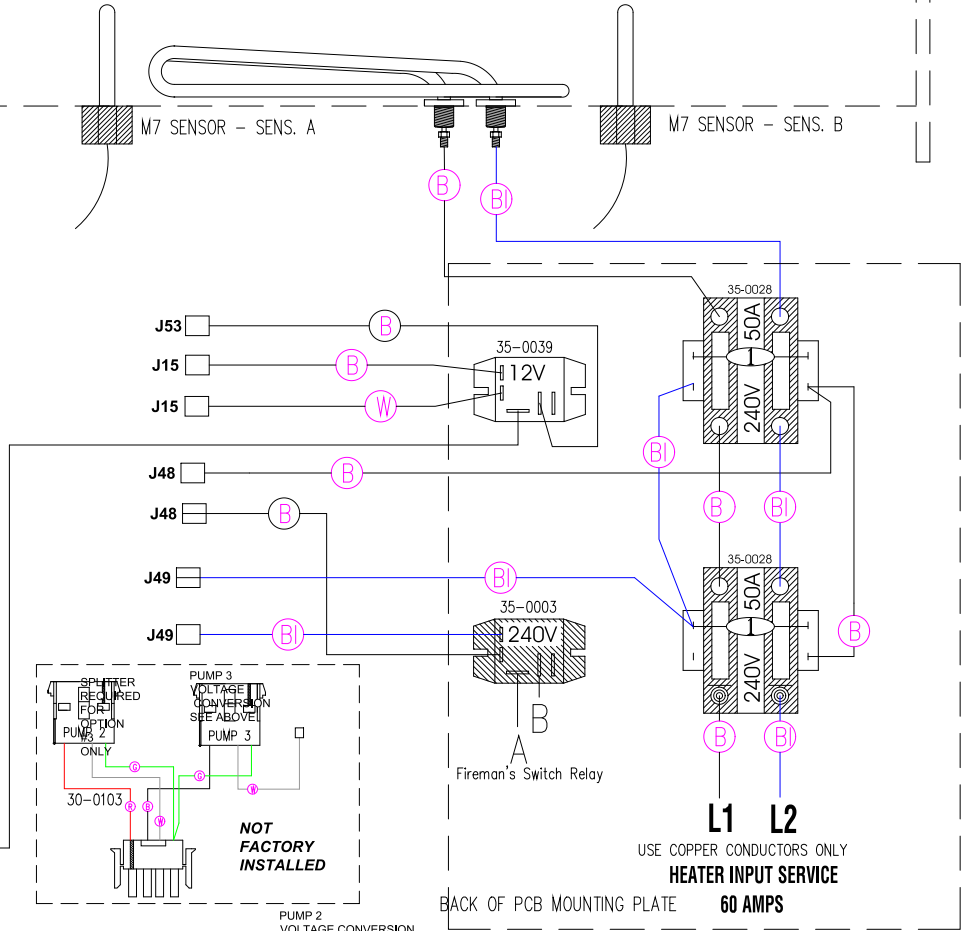 M7 SENSOR - SENS. A
M7 SENSOR - SENS. B
B
Bl
35-0028
50A
1
240V
J53
B
35-0039
12V
J15
B
J15
W
Bl
J48
B
B
Bl
J48
B
35-0028
50A
1
240V
J49
Bl
35-0003
240V
J49
Bl
B
B
A
Fireman's Switch Relay
B
Bl
L1 L2
USE COPPER CONDUCTORS ONLY
HEATER INPUT SERVICE
60 AMPS
BACK OF PCB MOUNTING PLATE
SPLITTER
REQUIRED
FOR
OPTION
#3
ONLY
PUMP 2
PUMP 3
VOLTAGE
CONVERSION
SEE ABOVE
PUMP 3
G
G
W
30-0103
R
B
W
NOT
FACTORY
INSTALLED
PUMP 2
VOLTAGE CONVERSION